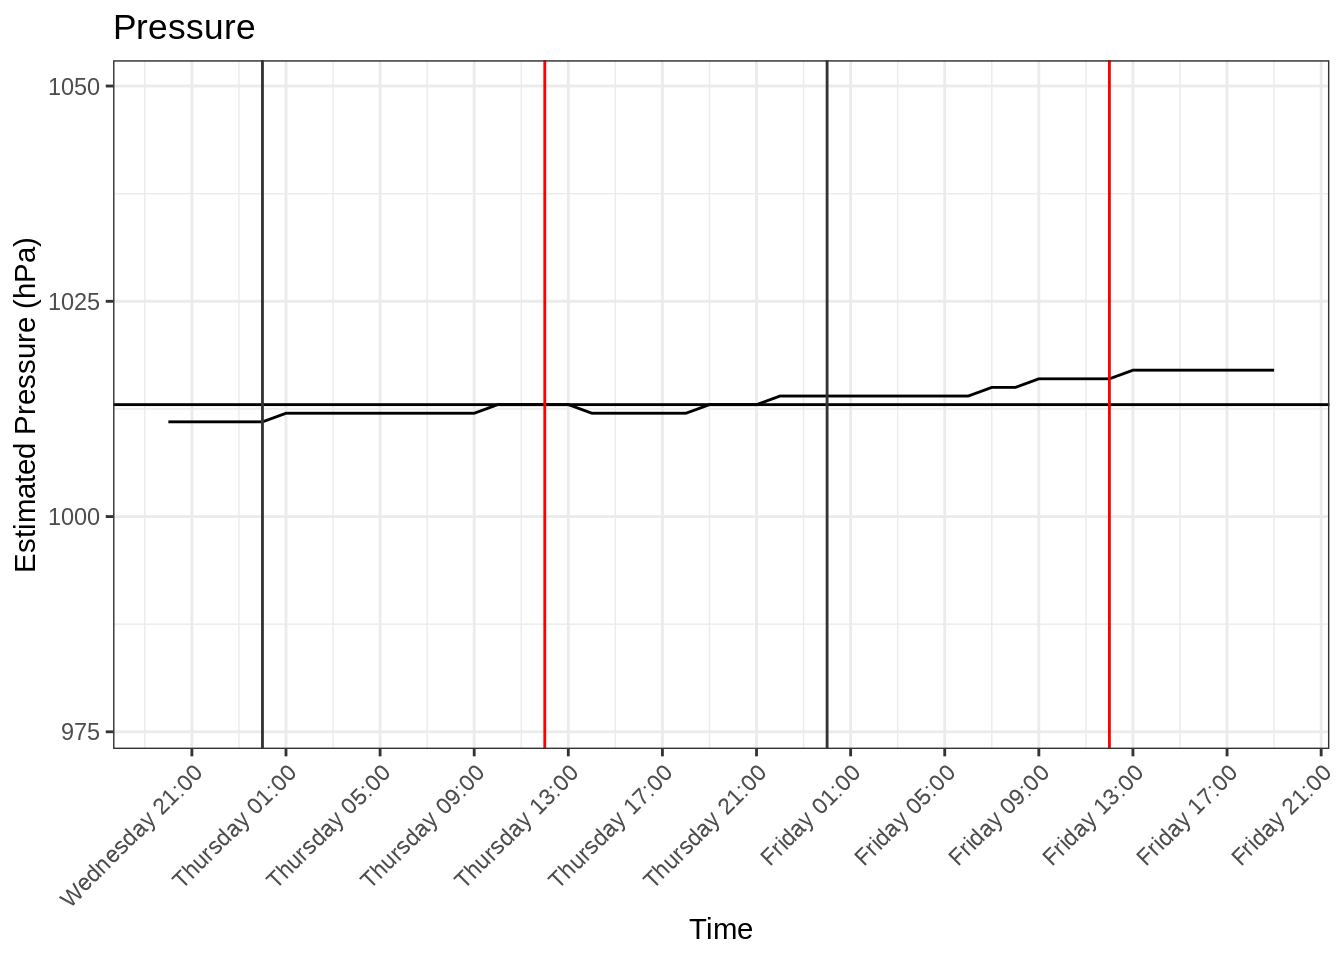 Pressure
Estimated Pressure (hPa)
1050
1025
1000
975
Wednesday 21:00
Thursday 01:00
Thursday 05:00
Thursday 09:00
Thursday 13:00
Thursday 17:00
Thursday 21:00
Friday 01:00
Friday 05:00
Friday 09:00
Friday 13:00
Friday 17:00
Friday 21:00
Time